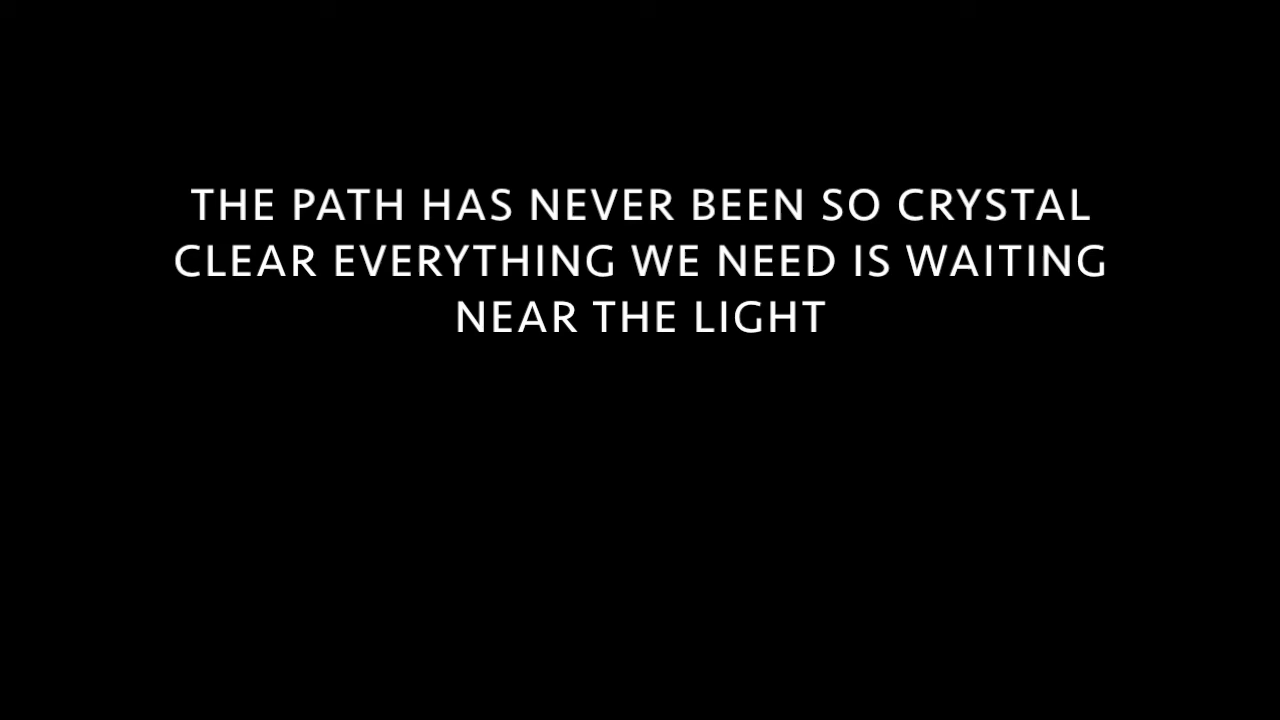 THE PATH HAS NEVER BEEN SO CRYSTAL
CLEAR EVERYTHING WE NEED IS WAITING
NEAR THE LIGHT